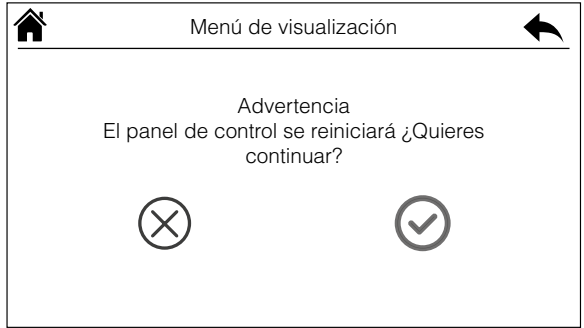 Menú de visualización
Advertencia
El panel de control se reiniciará ¿Quieres
continuar?